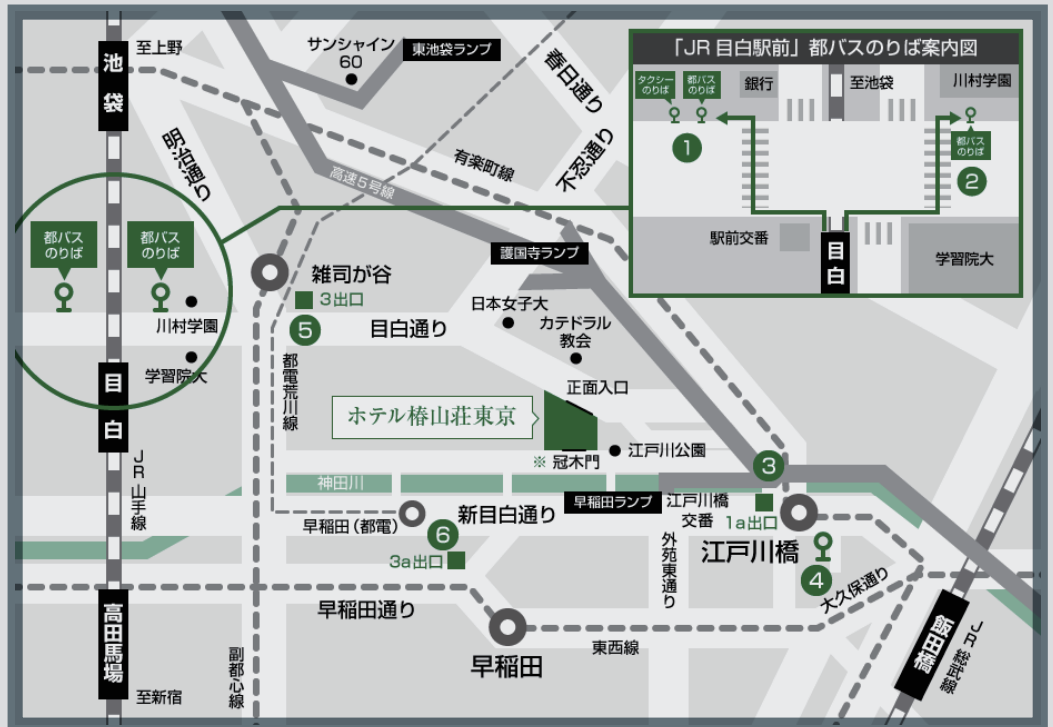 池袋
至上野
サンシャイン
60
東池袋ランプ
春日通り
不忍通り
明治通り
有楽町線
高速5号線
「JR目白駅前」都バスのりば案内図
タクシー
のりば
都バス
のりば
銀行
至池袋
川村学園
1
都バス
のりば
2
駅前交番
目白
学習院大
都バス
のりば
都バス
のりば
川村学園
学習院大
目白
JR山手線
雑司が谷
3出口
5
目白通り
都電荒川線
護国寺ランプ
日本女子大
カテドラル
教会
正面入口
ホテル椿山荘東京
江戸川公園
※ 冠木門
神田川
早稲田ランプ
3
江戸川橋
交番
1a出口
江戸川橋
4
早稲田(都電)
新目白通り
6
3a出口
外苑東通り
大久保通り
早稲田通り
早稲田
東西線
高田馬場
至新宿
副都心線
飯田橋
JR総武線